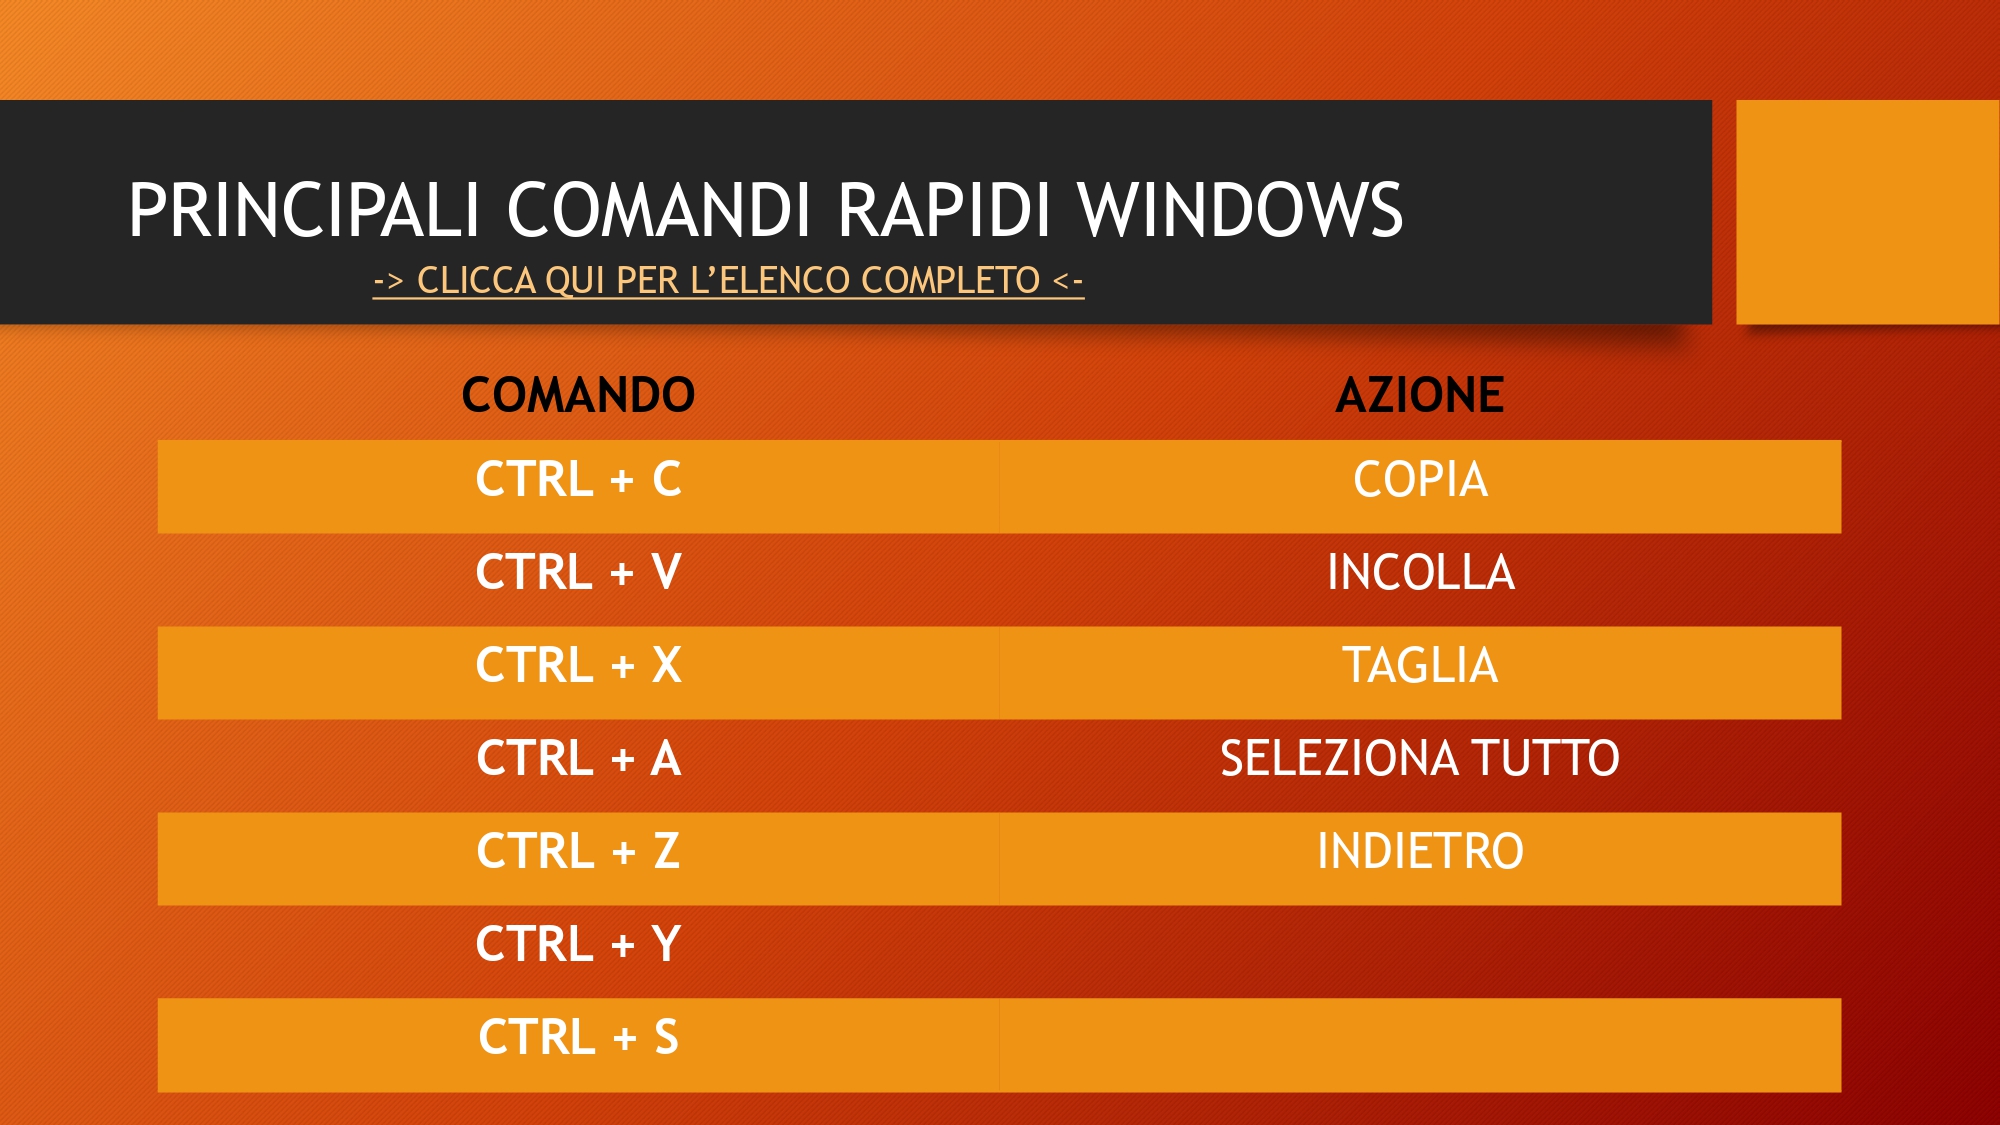 PRINCIPALI COMANDI RAPIDI WINDOWS
-> CLICCA QUI PER L’ELENCO COMPLETO <-
COMANDO AZIONE
CTRL + C COPIA
CTRL + V INCOLLA
CTRL + X TAGLIA
CTRL + A SELEZIONA TUTTO
CTRL + Z INDIETRO
CTRL + Y
CTRL + S